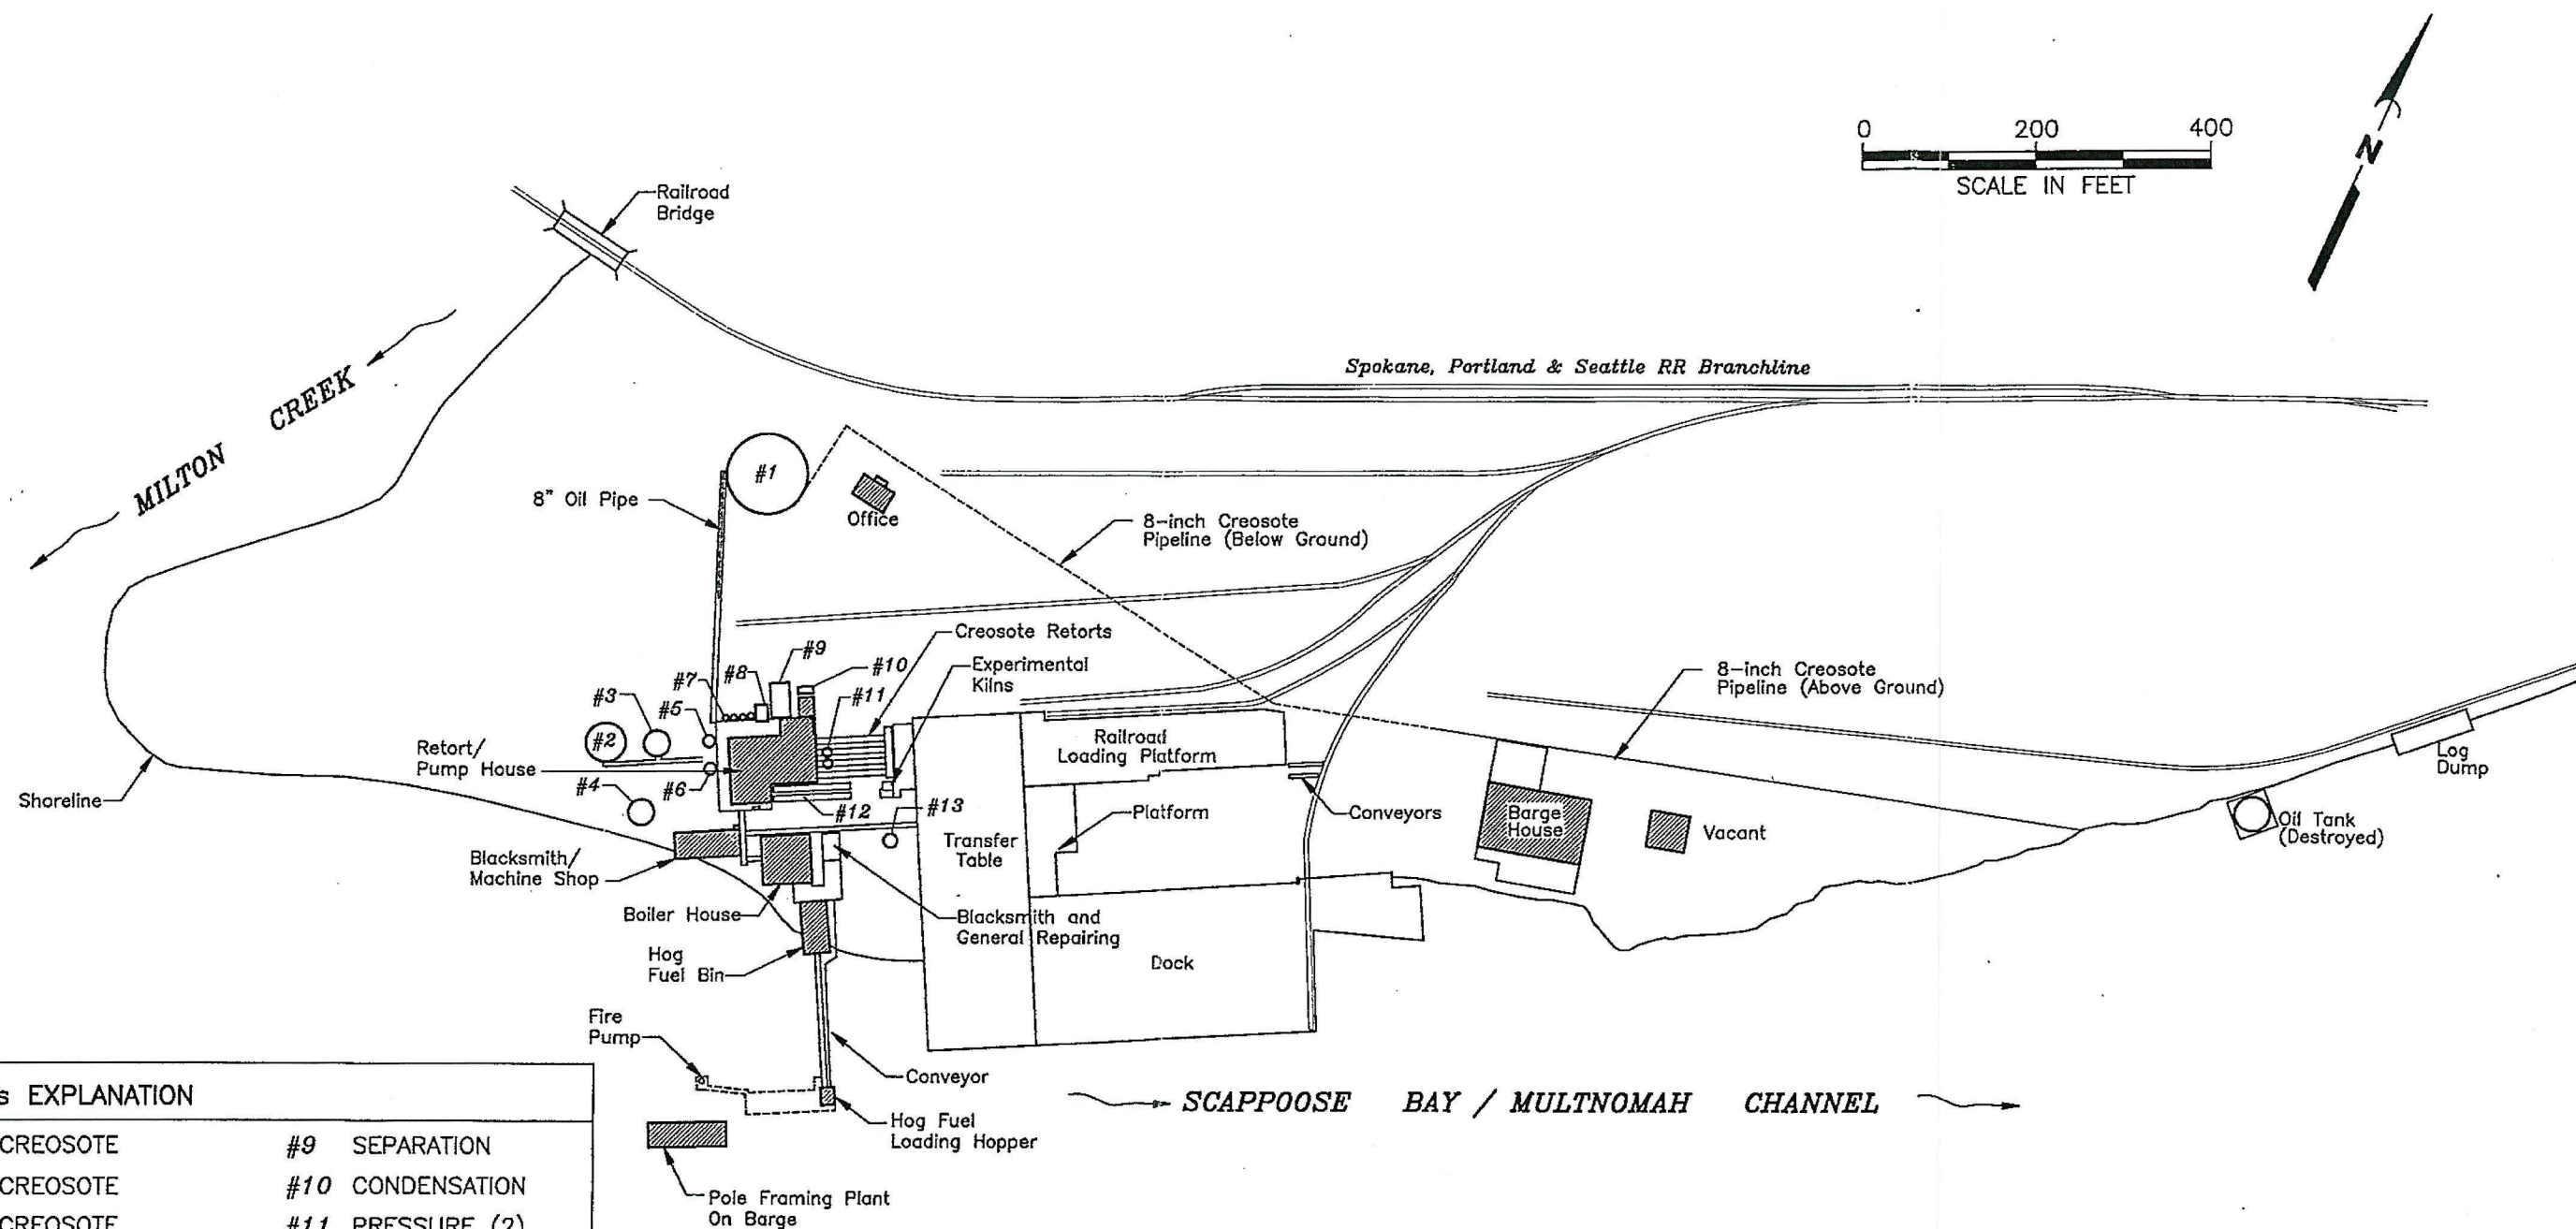 0 200 400
SCALE IN FEET
N
Railroad
Bridge
Spokane, Portland & Seattle RR Branchline
MILTON CREEK
#1
8" Oil Pipe
Office
8-inch Creosote
Pipeline (Below Ground)
Creosote Retorts
#9
#10
Experimental
Kilns
#8
#7
#11
#3
#5
#2
8-inch Creosote
Pipeline (Above Ground)
Retort/
Pump House
Railroad
Loading Platform
Log
Dump
#4
#6
#12
#13
Shoreline
Platform
Conveyors
Barge
House
Vacant
Oil Tank
(Destroyed)
Transfer
Table
Blacksmith/
Machine Shop
Boiler House
Blacksmith and
General Repairing
Hog
Fuel Bin
Dock
Fire
Pump
Conveyor
SCAPPOOSE BAY / MULTNOMAH CHANNEL
Hog Fuel
Loading Hopper
Pole Framing Plant
On Barge
s EXPLANATION
CREOSOTE #9 SEPARATION
CREOSOTE #10 CONDENSATION
CREOSOTE #11 PRESSURE (2)